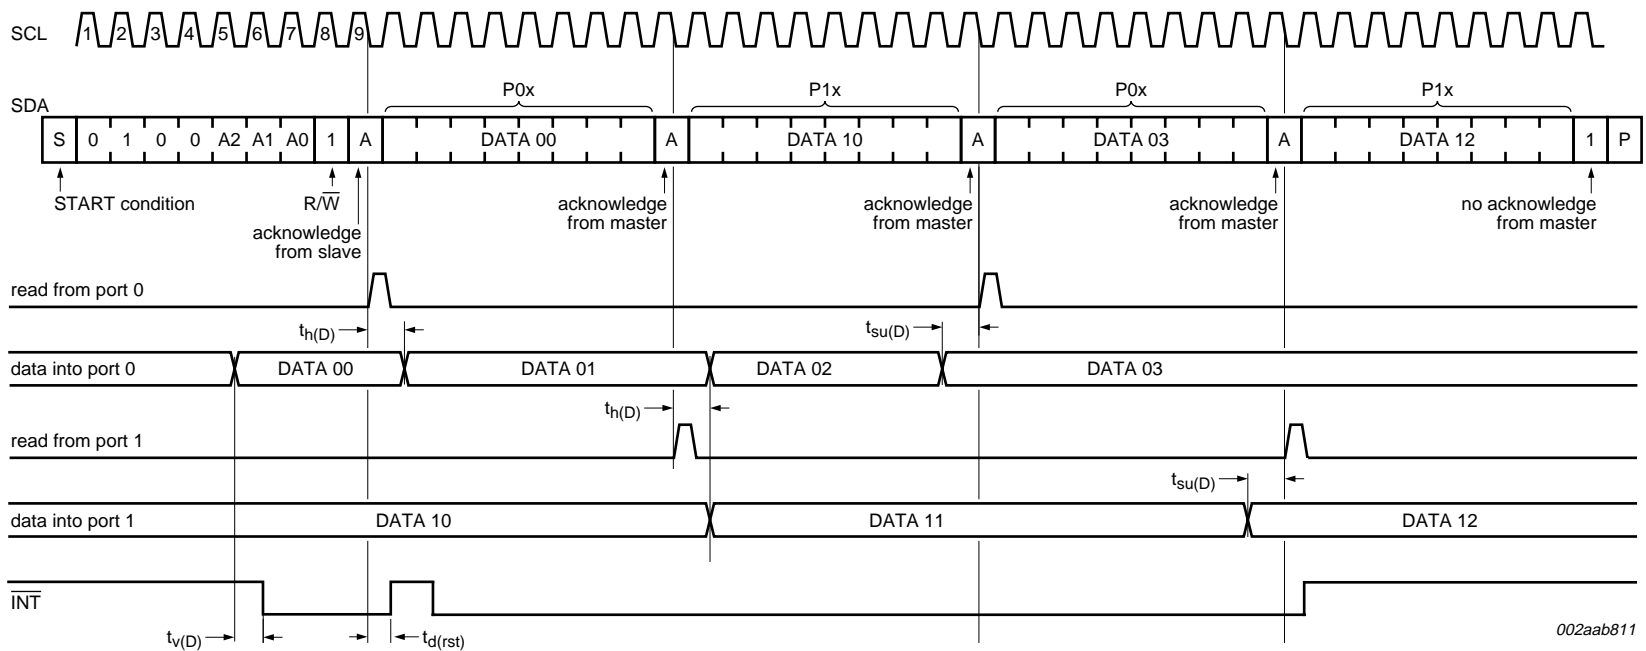 SCL 1 2 3 4 5 6 7 8 9
P0x P1x P0x P1x
SDA
S 0 1 0 0 A2 A1 A0 1 A DATA 00 A DATA 10 A DATA 03 A DATA 12 1 P
START condition
R/W
acknowledge
from slave
acknowledge
from master
acknowledge
from master
acknowledge
from master
no acknowledge
from master
read from port 0
th(D)
tsu(D)
data into port 0 DATA 00 DATA 01 DATA 02 DATA 03
th(D)
read from port 1
tsu(D)
data into port 1 DATA 10 DATA 11 DATA 12
INT
tv(D)
td(rst)
002aab811